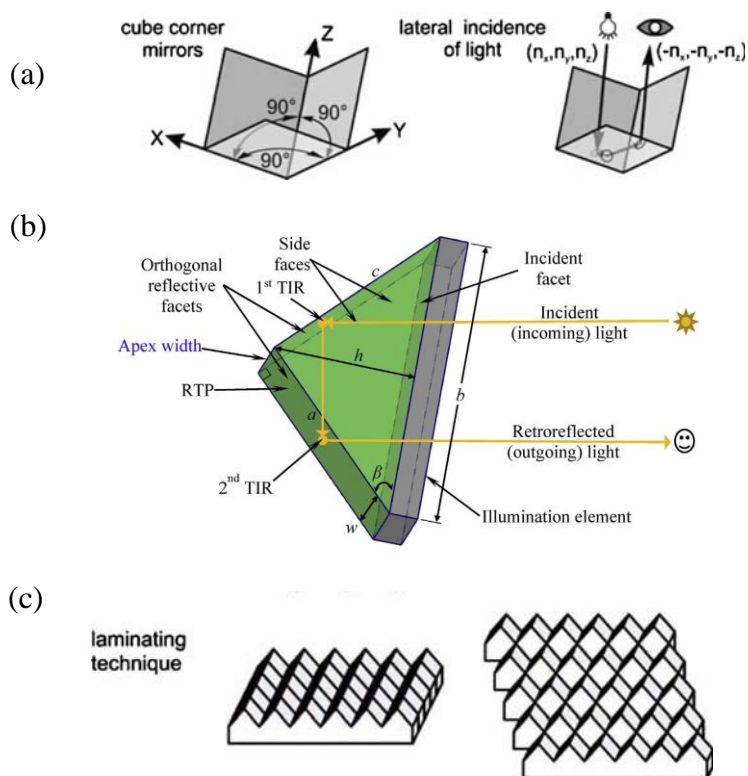 (a)
cube corner
mirrors
Z
X
Y
90°
90°
90°
lateral incidence
of light
(nx,ny,nz)
(-nx,-ny,-nz)
(b)
Side
faces
c
Incident
facet
Orthogonal
reflective
facets
1st TIR
Incident
(incoming) light
Apex width
h
RTP
b
a
Retroreflected
(outgoing) light
2nd TIR
β
w
Illumination element
(c)
laminating
technique